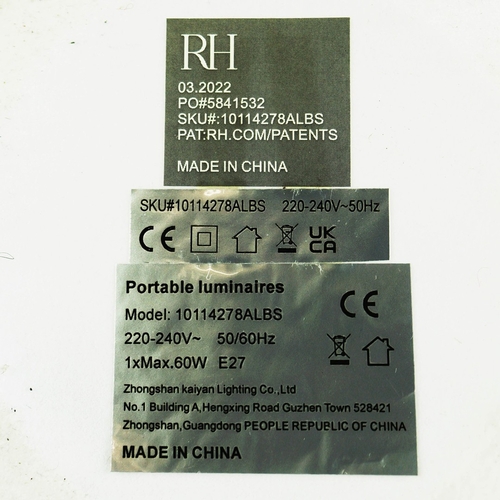 RH
03.2022
PO#5841532
SKU#:10114278ALBS
PAT:RH.COM/PATENTS
MADE IN CHINA
SKU#10114278ALBS 220-240V~50Hz
CE UK CA
Portable luminaires
CE
Model: 10114278ALBS
220-240V~ 50/60Hz
1xMax.60W E27
Zhongshan kaiyan Lighting Co.,Ltd
No.1 Building A,Hengxing Road Guzhen Town 528421
Zhongshan,Guangdong PEOPLE REPUBLIC OF CHINA
MADE IN CHINA